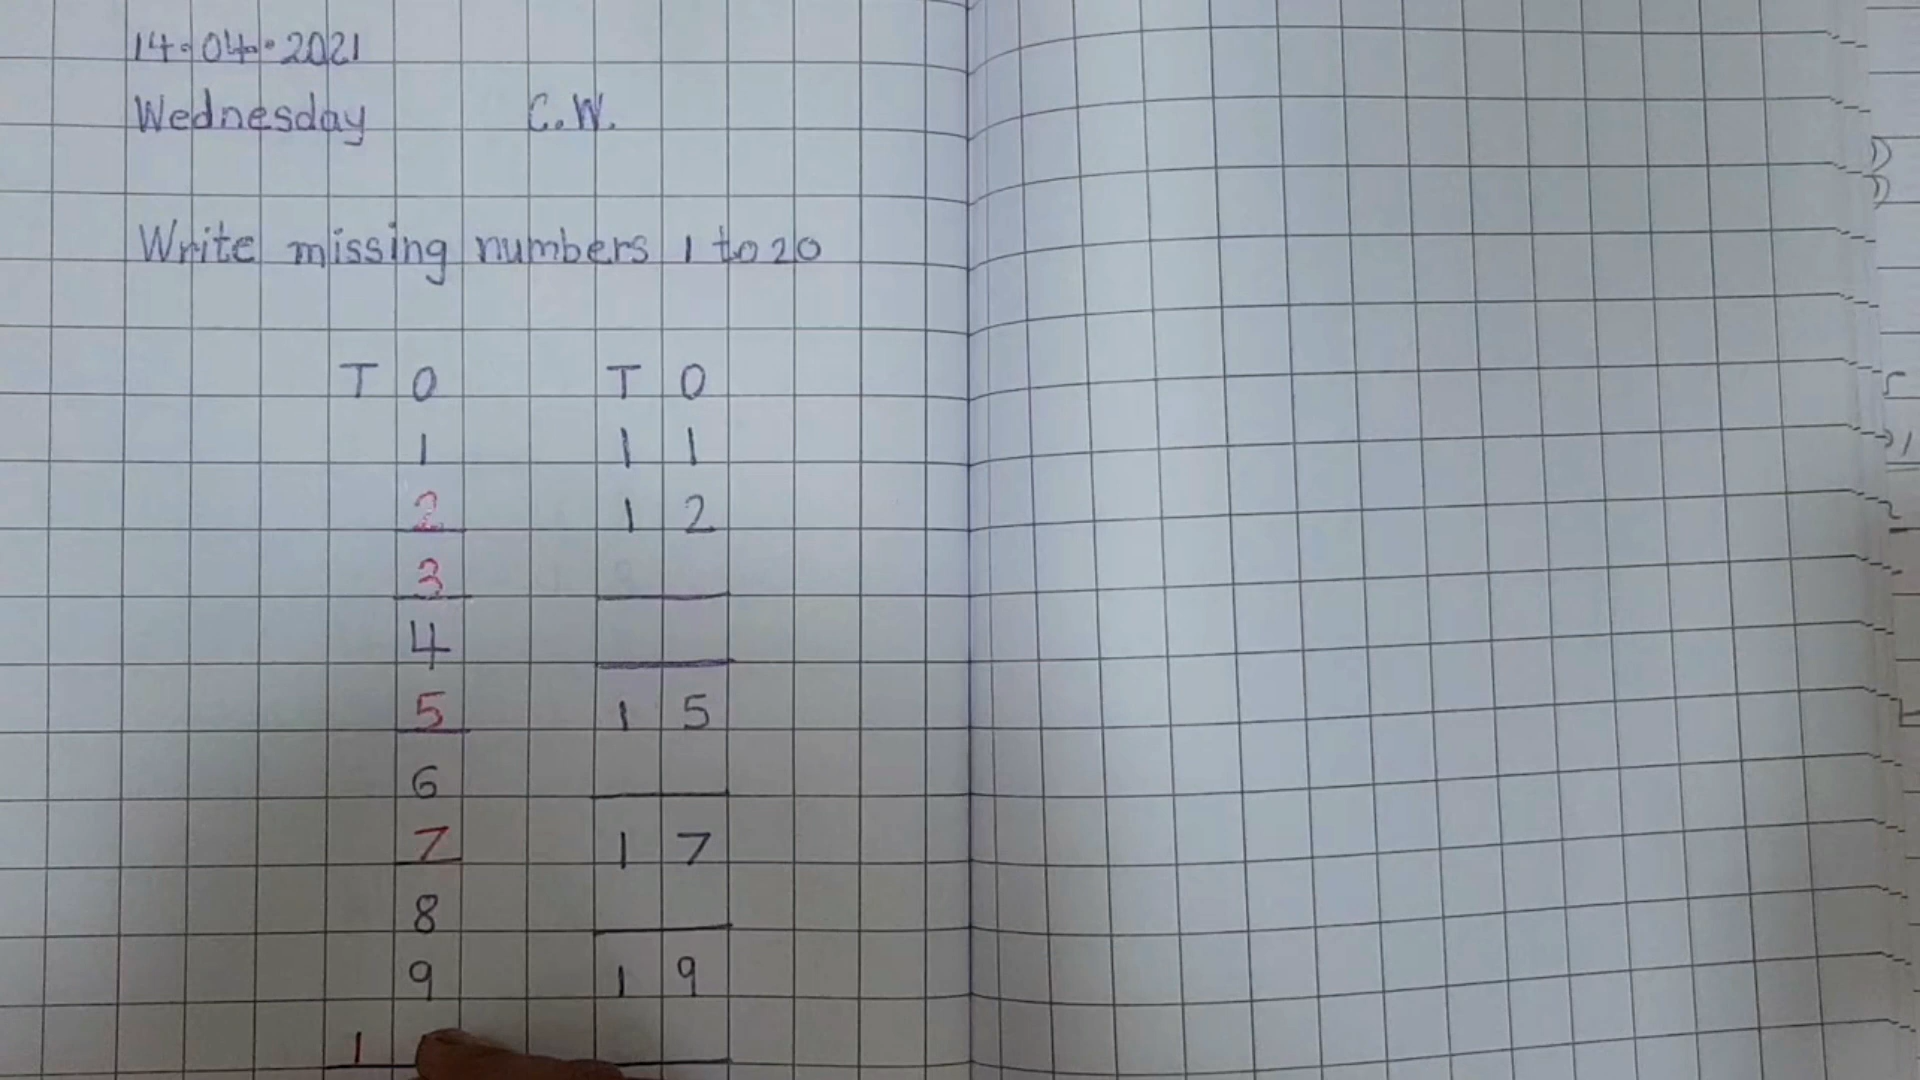 14.04.2021
Wednesday C.W.
Write missing numbers 1 to 20
T O T O
1 1 1
2 1 2
3
4
5 1 5
6
7 1 7
8
9 1 9
1